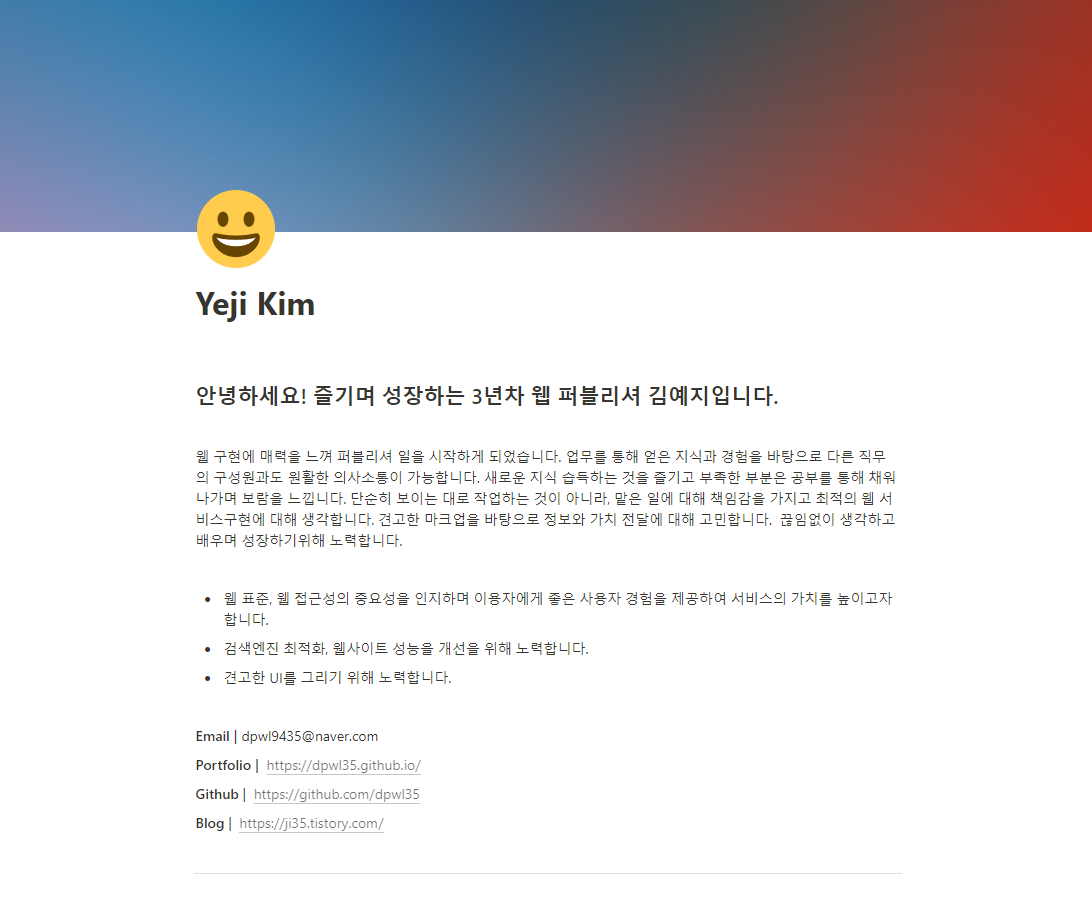 Yeji Kim
안녕하세요! 즐기며 성장하는 3년차 웹 퍼블리셔 김예지입니다.
웹 구현에 매력을 느껴 퍼블리셔 일을 시작하게 되었습니다. 업무를 통해 얻은 지식과 경험을 바탕으로 다른 직무
의 구성원과도 원활한 의사소통이 가능합니다. 새로운 지식 습득하는 것을 즐기고 부족한 부분은 공부를 통해 채워
나가며 보람을 느낍니다. 단순히 보이는 대로 작업하는 것이 아니라, 맡은 일에 대해 책임감을 가지고 최적의 웹 서
비스구현에 대해 생각합니다. 견고한 마크업을 바탕으로 정보와 가치 전달에 대해 고민합니다.  끊임없이 생각하고
배우며 성장하기위해 노력합니다.
• 웹 표준, 웹 접근성의 중요성을 인지하며 이용자에게 좋은 사용자 경험을 제공하여 서비스의 가치를 높이고자
합니다.
• 검색엔진 최적화, 웹사이트 성능을 개선을 위해 노력합니다.
• 견고한 UI를 그리기 위해 노력합니다.
Email | dpwl9435@naver.com
Portfolio |  https://dpwl35.github.io/
Github |  https://github.com/dpwl35
Blog |  https://ji35.tistory.com/